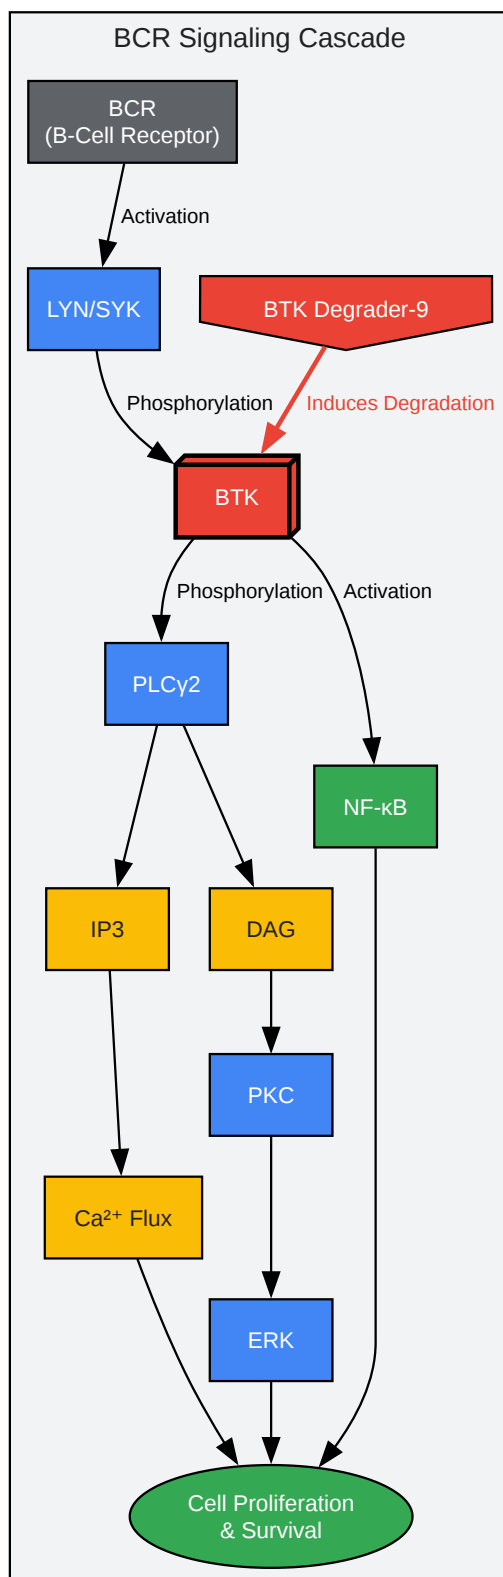 BCR Signaling Cascade
BCR
(B-Cell Receptor)
Activation
LYN/SYK
BTK Degrader-9
Phosphorylation
Induces Degradation
BTK
Phosphorylation
Activation
PLCγ2
NF-κB
IP3
DAG
PKC
Ca²⁺ Flux
ERK
Cell Proliferation
& Survival